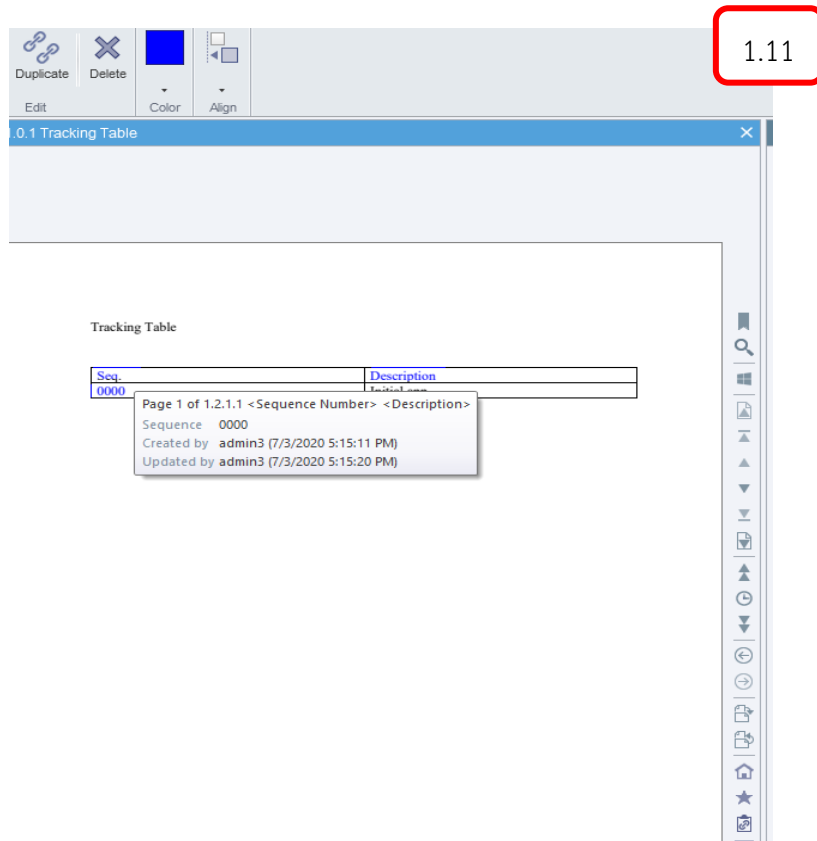 1.11
Duplicate Delete
Edit Color Align
.0.1 Tracking Table
Tracking Table
Seq. Description
0000
Page 1 of 1.2.1.1 <Sequence Number> <Description>
Sequence 0000
Created by admin3 (7/3/2020 5:15:11 PM)
Updated by admin3 (7/3/2020 5:15:20 PM)